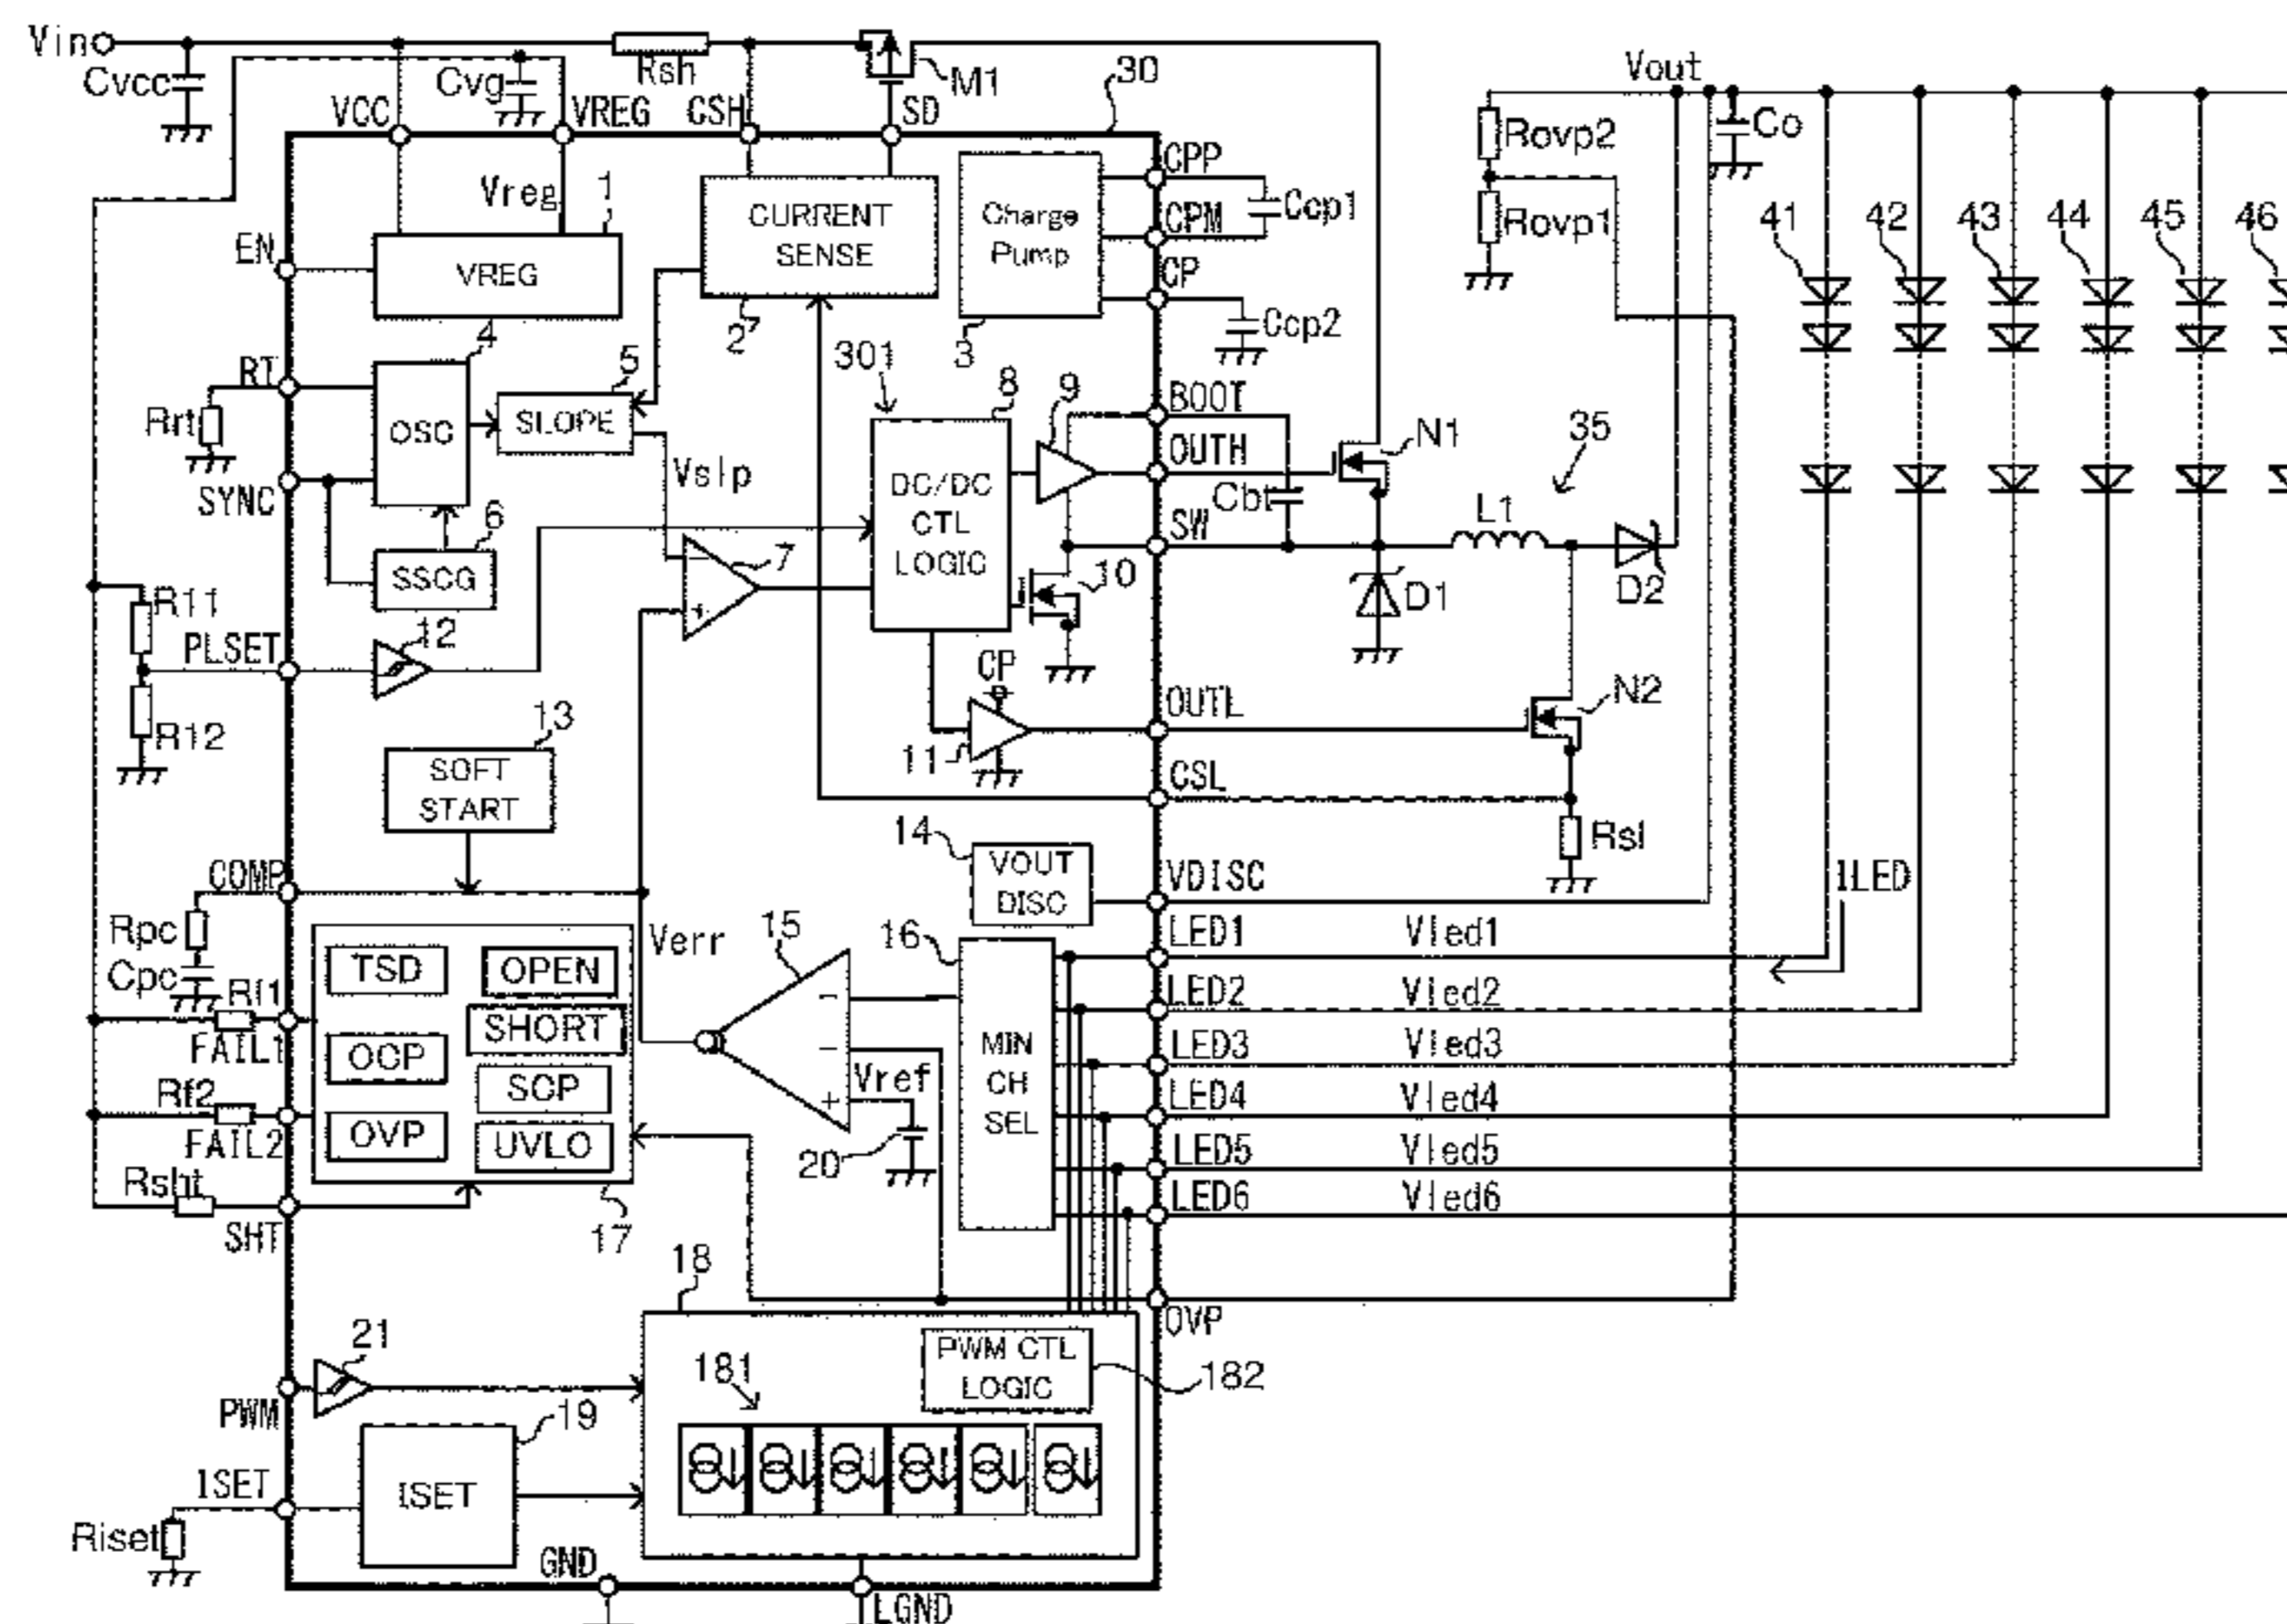 Vin
Cvcc
Cvg
Rsh
M1
30
Vout
VCC
VREG
CSH
SD
Co
Rovp2
Vreg
1
CPP
CURRENT
SENSE
Charge
Pump
CPM
Ccp1
Rovp1
41
42
43
44
45
46
EN
VREG
CP
2
3
Ccp2
4
5
301
8
9
BOOT
RT
Rrt
OSC
SLOPE
OUTH
N1
35
Vslp
DC/DC
CTL
LOGIC
Cbt
SYNC
6
SW
L1
SSCG
7
10
D1
D2
R11
12
PLSET
CP
OUTL
N2
R12
13
11
SOFT
START
CSL
14
VOUT
DISC
Rsl
COMP
VDISC
ILED
Rpc
Verr
15
16
LED1
Vled1
Cpc
TSD
OPEN
Rf1
LED2
Vled2
SHORT
FAIL1
OCP
MIN
CH
SEL
LED3
Vled3
Rf2
SCP
Vref
LED4
Vled4
OVP
UVLO
FAIL2
20
LED5
Vled5
Rsht
LED6
Vled6
SHT
17
18
OVP
21
181
PWM CTL
LOGIC
182
PWM
19
ISET
ISET
Riset
GND
LGND